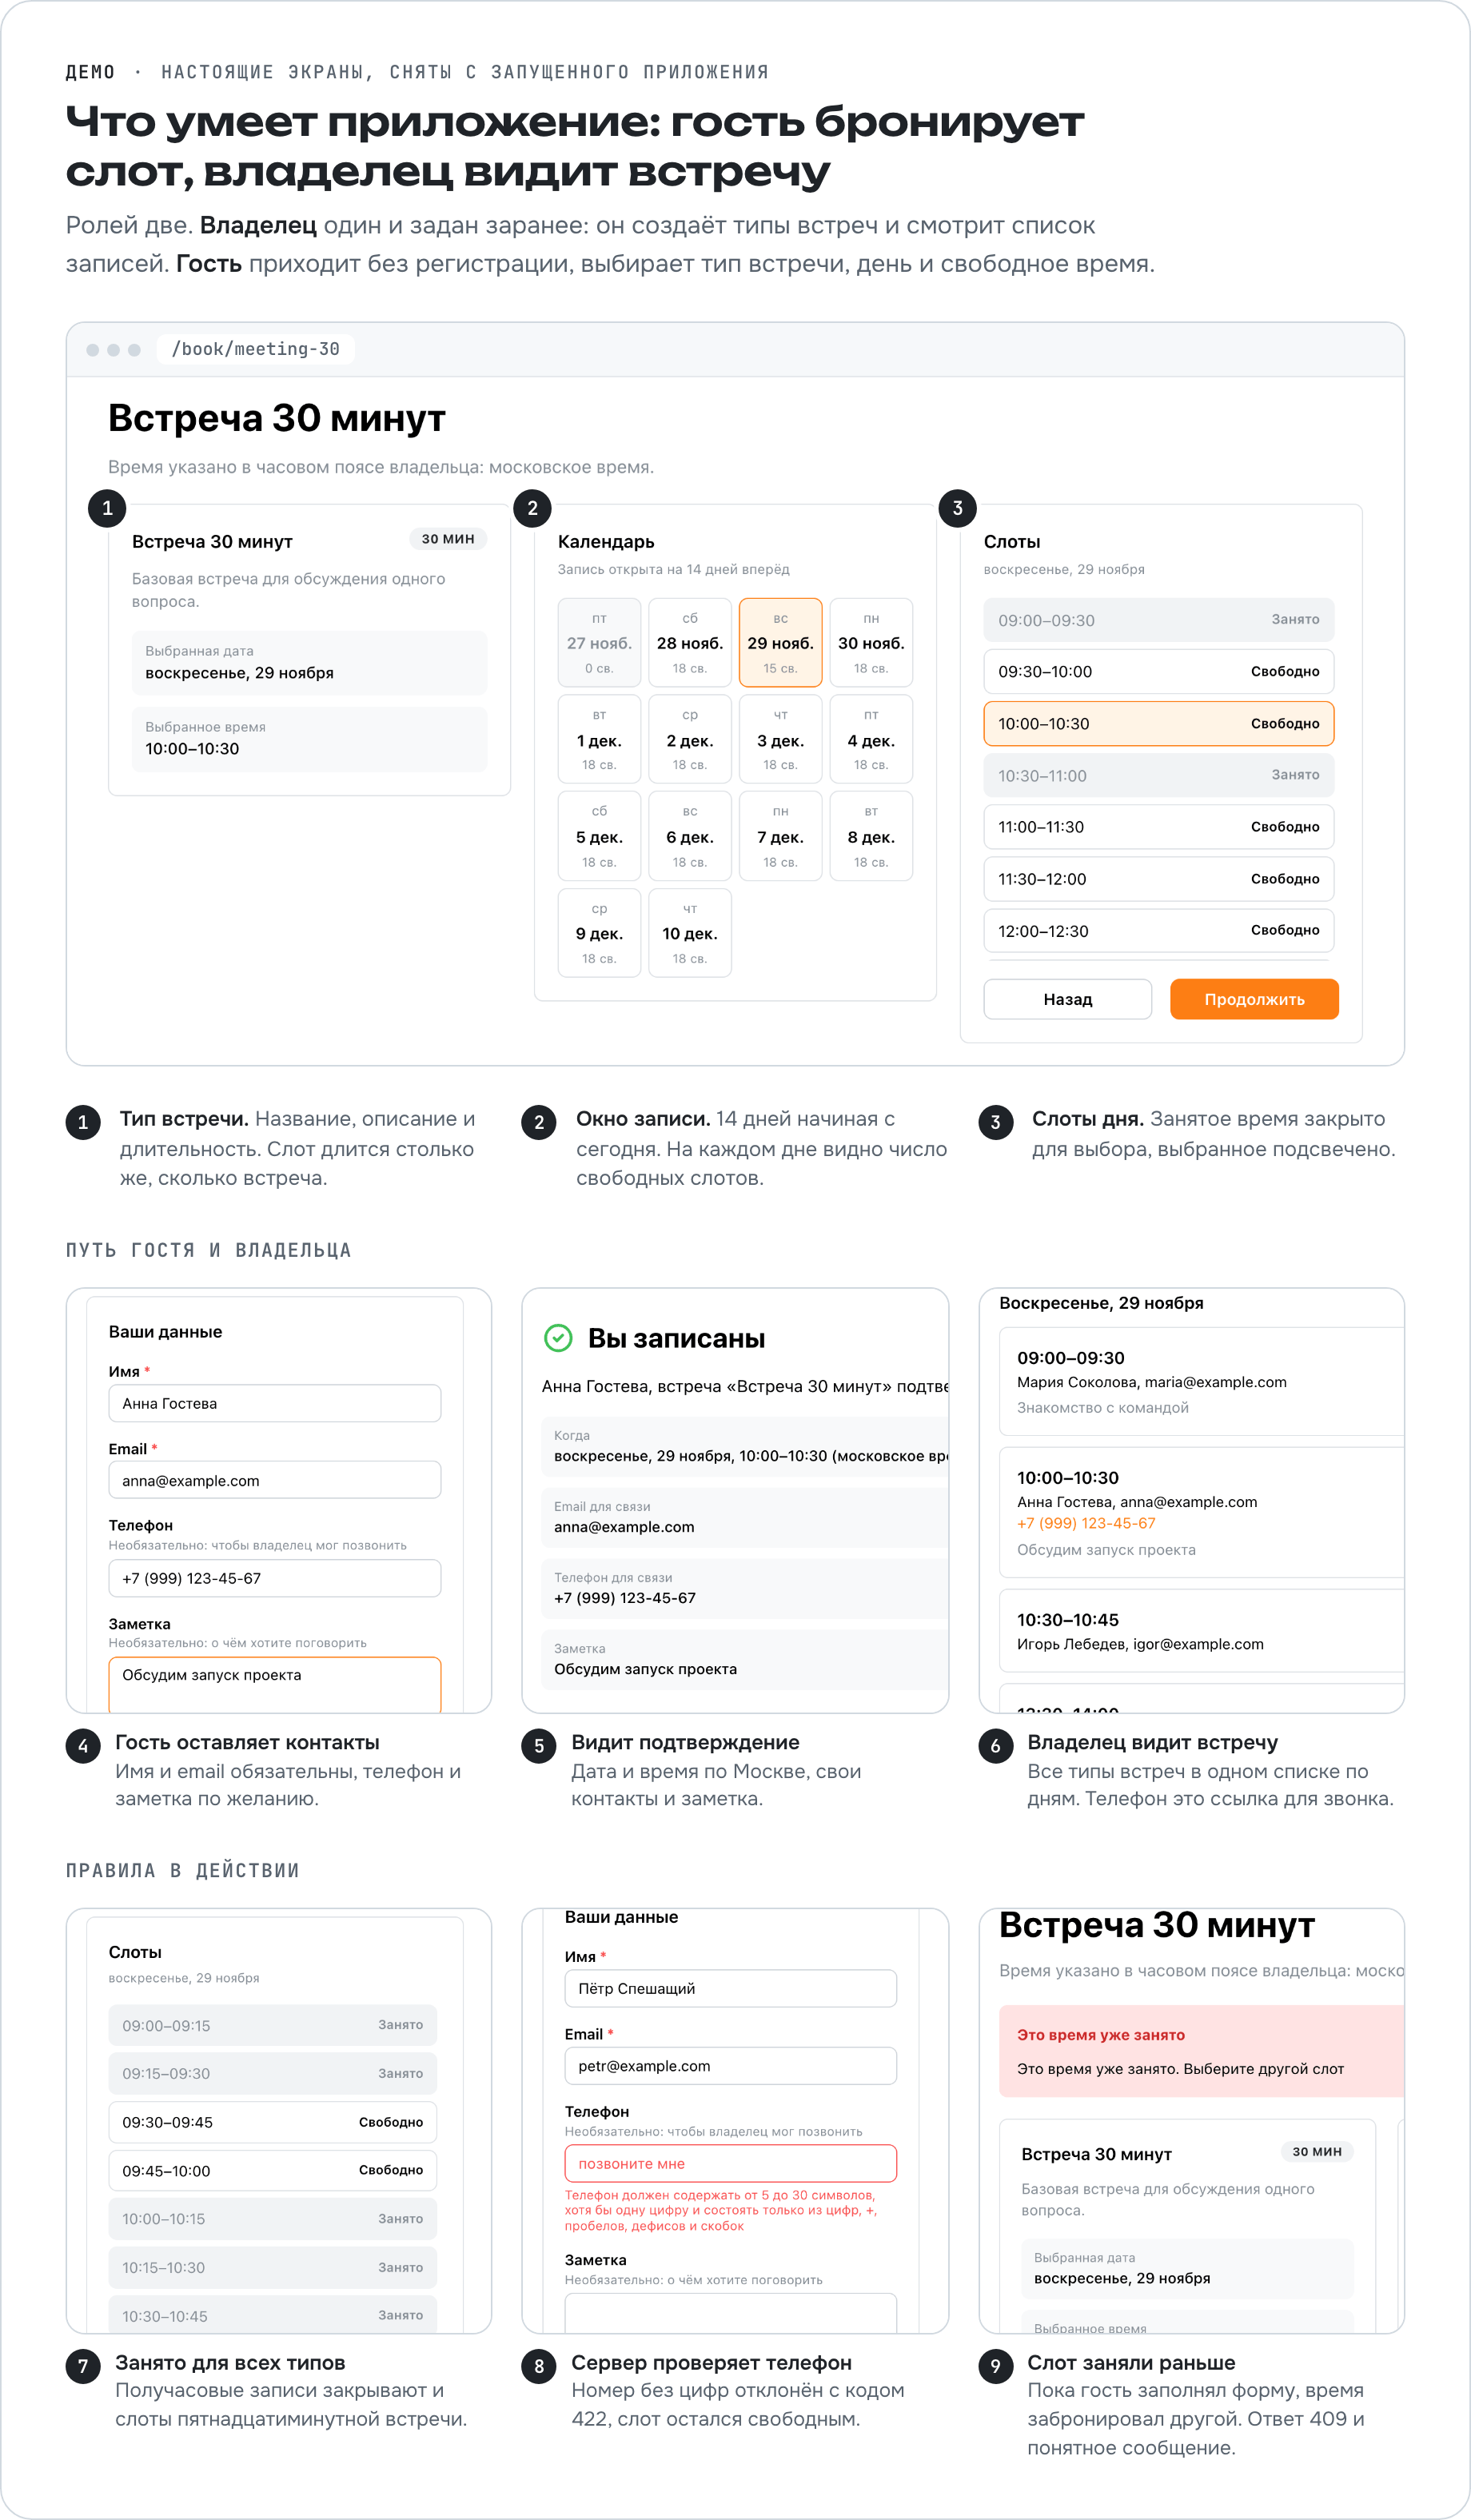 ДЕМО · НАСТОЯЩИЕ ЭКРАНЫ, СНЯТЫ С ЗАПУЩЕННОГО ПРИЛОЖЕНИЯ
Что умеет приложение: гость бронирует
слот, владелец видит встречу
Ролей две. Владелец один и задан заранее: он создаёт типы встреч и смотрит список
записей. Гость приходит без регистрации, выбирает тип встречи, день и свободное время.
/book/meeting-30
Встреча 30 минут
Время указано в часовом поясе владельца: московское время.
1
Встреча 30 минут 30 МИН
Базовая встреча для обсуждения одного
вопроса.
Выбранная дата
воскресенье, 29 ноября
Выбранное время
10:00–10:30
2
Календарь
Запись открыта на 14 дней вперёд
пт сб вс пн
27 нояб. 28 нояб. 29 нояб. 30 нояб.
0 св. 18 св. 15 св. 18 св.
вт ср чт пт
1 дек. 2 дек. 3 дек. 4 дек.
18 св. 18 св. 18 св. 18 св.
сб вс пн вт
5 дек. 6 дек. 7 дек. 8 дек.
18 св. 18 св. 18 св. 18 св.
ср чт
9 дек. 10 дек.
18 св. 18 св.
3
Слоты
воскресенье, 29 ноября
09:00–09:30 Занято
09:30–10:00 Свободно
10:00–10:30 Свободно
10:30–11:00 Занято
11:00–11:30 Свободно
11:30–12:00 Свободно
12:00–12:30 Свободно
Назад Продолжить
1 Тип встречи. Название, описание и
длительность. Слот длится столько
же, сколько встреча.
2 Окно записи. 14 дней начиная с
сегодня. На каждом дне видно число
свободных слотов.
3 Слоты дня. Занятое время закрыто
для выбора, выбранное подсвечено.
ПУТЬ ГОСТЯ И ВЛАДЕЛЬЦА
Ваши данные
Имя *
Анна Гостева
Email *
anna@example.com
Телефон
Необязательно: чтобы владелец мог позвонить
+7 (999) 123-45-67
Заметка
Необязательно: о чём хотите поговорить
Обсудим запуск проекта
4 Гость оставляет контакты
Имя и email обязательны, телефон и
заметка по желанию.
Вы записаны
Анна Гостева, встреча «Встреча 30 минут» подтве
Когда
воскресенье, 29 ноября, 10:00–10:30 (московское вре
Email для связи
anna@example.com
Телефон для связи
+7 (999) 123-45-67
Заметка
Обсудим запуск проекта
5 Видит подтверждение
Дата и время по Москве, свои
контакты и заметка.
Воскресенье, 29 ноября
09:00–09:30
Мария Соколова, maria@example.com
Знакомство с командой
10:00–10:30
Анна Гостева, anna@example.com
+7 (999) 123-45-67
Обсудим запуск проекта
10:30–10:45
Игорь Лебедев, igor@example.com
6 Владелец видит встречу
Все типы встреч в одном списке по
дням. Телефон это ссылка для звонка.
ПРАВИЛА В ДЕЙСТВИИ
Слоты
воскресенье, 29 ноября
09:00–09:15 Занято
09:15–09:30 Занято
09:30–09:45 Свободно
09:45–10:00 Свободно
10:00–10:15 Занято
10:15–10:30 Занято
10:30–10:45 Занято
7 Занято для всех типов
Получасовые записи закрывают и
слоты пятнадцатиминутной встречи.
Ваши данные
Имя *
Пётр Спешащий
Email *
petr@example.com
Телефон
Необязательно: чтобы владелец мог позвонить
позвоните мне
Телефон должен содержать от 5 до 30 символов,
хотя бы одну цифру и состоять только из цифр, +,
пробелов, дефисов и скобок
Заметка
Необязательно: о чём хотите поговорить
8 Сервер проверяет телефон
Номер без цифр отклонён с кодом
422, слот остался свободным.
Встреча 30 минут
Время указано в часовом поясе владельца: моско
Это время уже занято
Это время уже занято. Выберите другой слот
Встреча 30 минут 30 МИН
Базовая встреча для обсуждения одного
вопроса.
Выбранная дата
воскресенье, 29 ноября
Выбранное время
9 Слот заняли раньше
Пока гость заполнял форму, время
забронировал другой. Ответ 409 и
понятное сообщение.